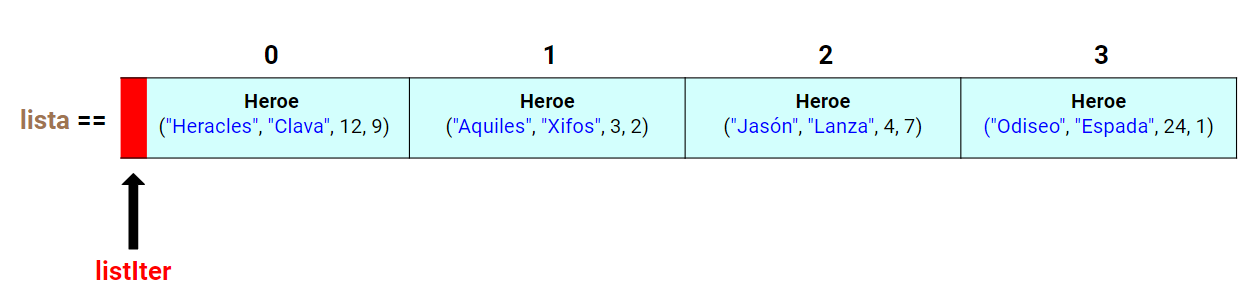 0 1 2 3
lista ==
Heroe
("Heracles", "Clava", 12, 9)
Heroe
("Aquiles", "Xifos", 3, 2)
Heroe
("Jasón", "Lanza", 4, 7)
Heroe
("Odiseo", "Espada", 24, 1)
listIter